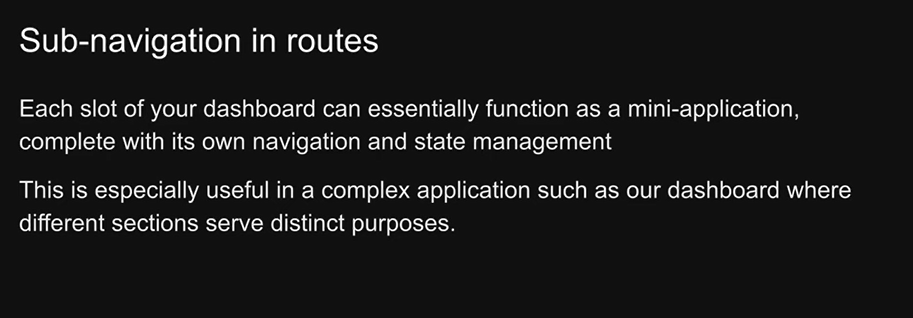 Sub-navigation in routes
Each slot of your dashboard can essentially function as a mini-application,
complete with its own navigation and state management
This is especially useful in a complex application such as our dashboard where
different sections serve distinct purposes.